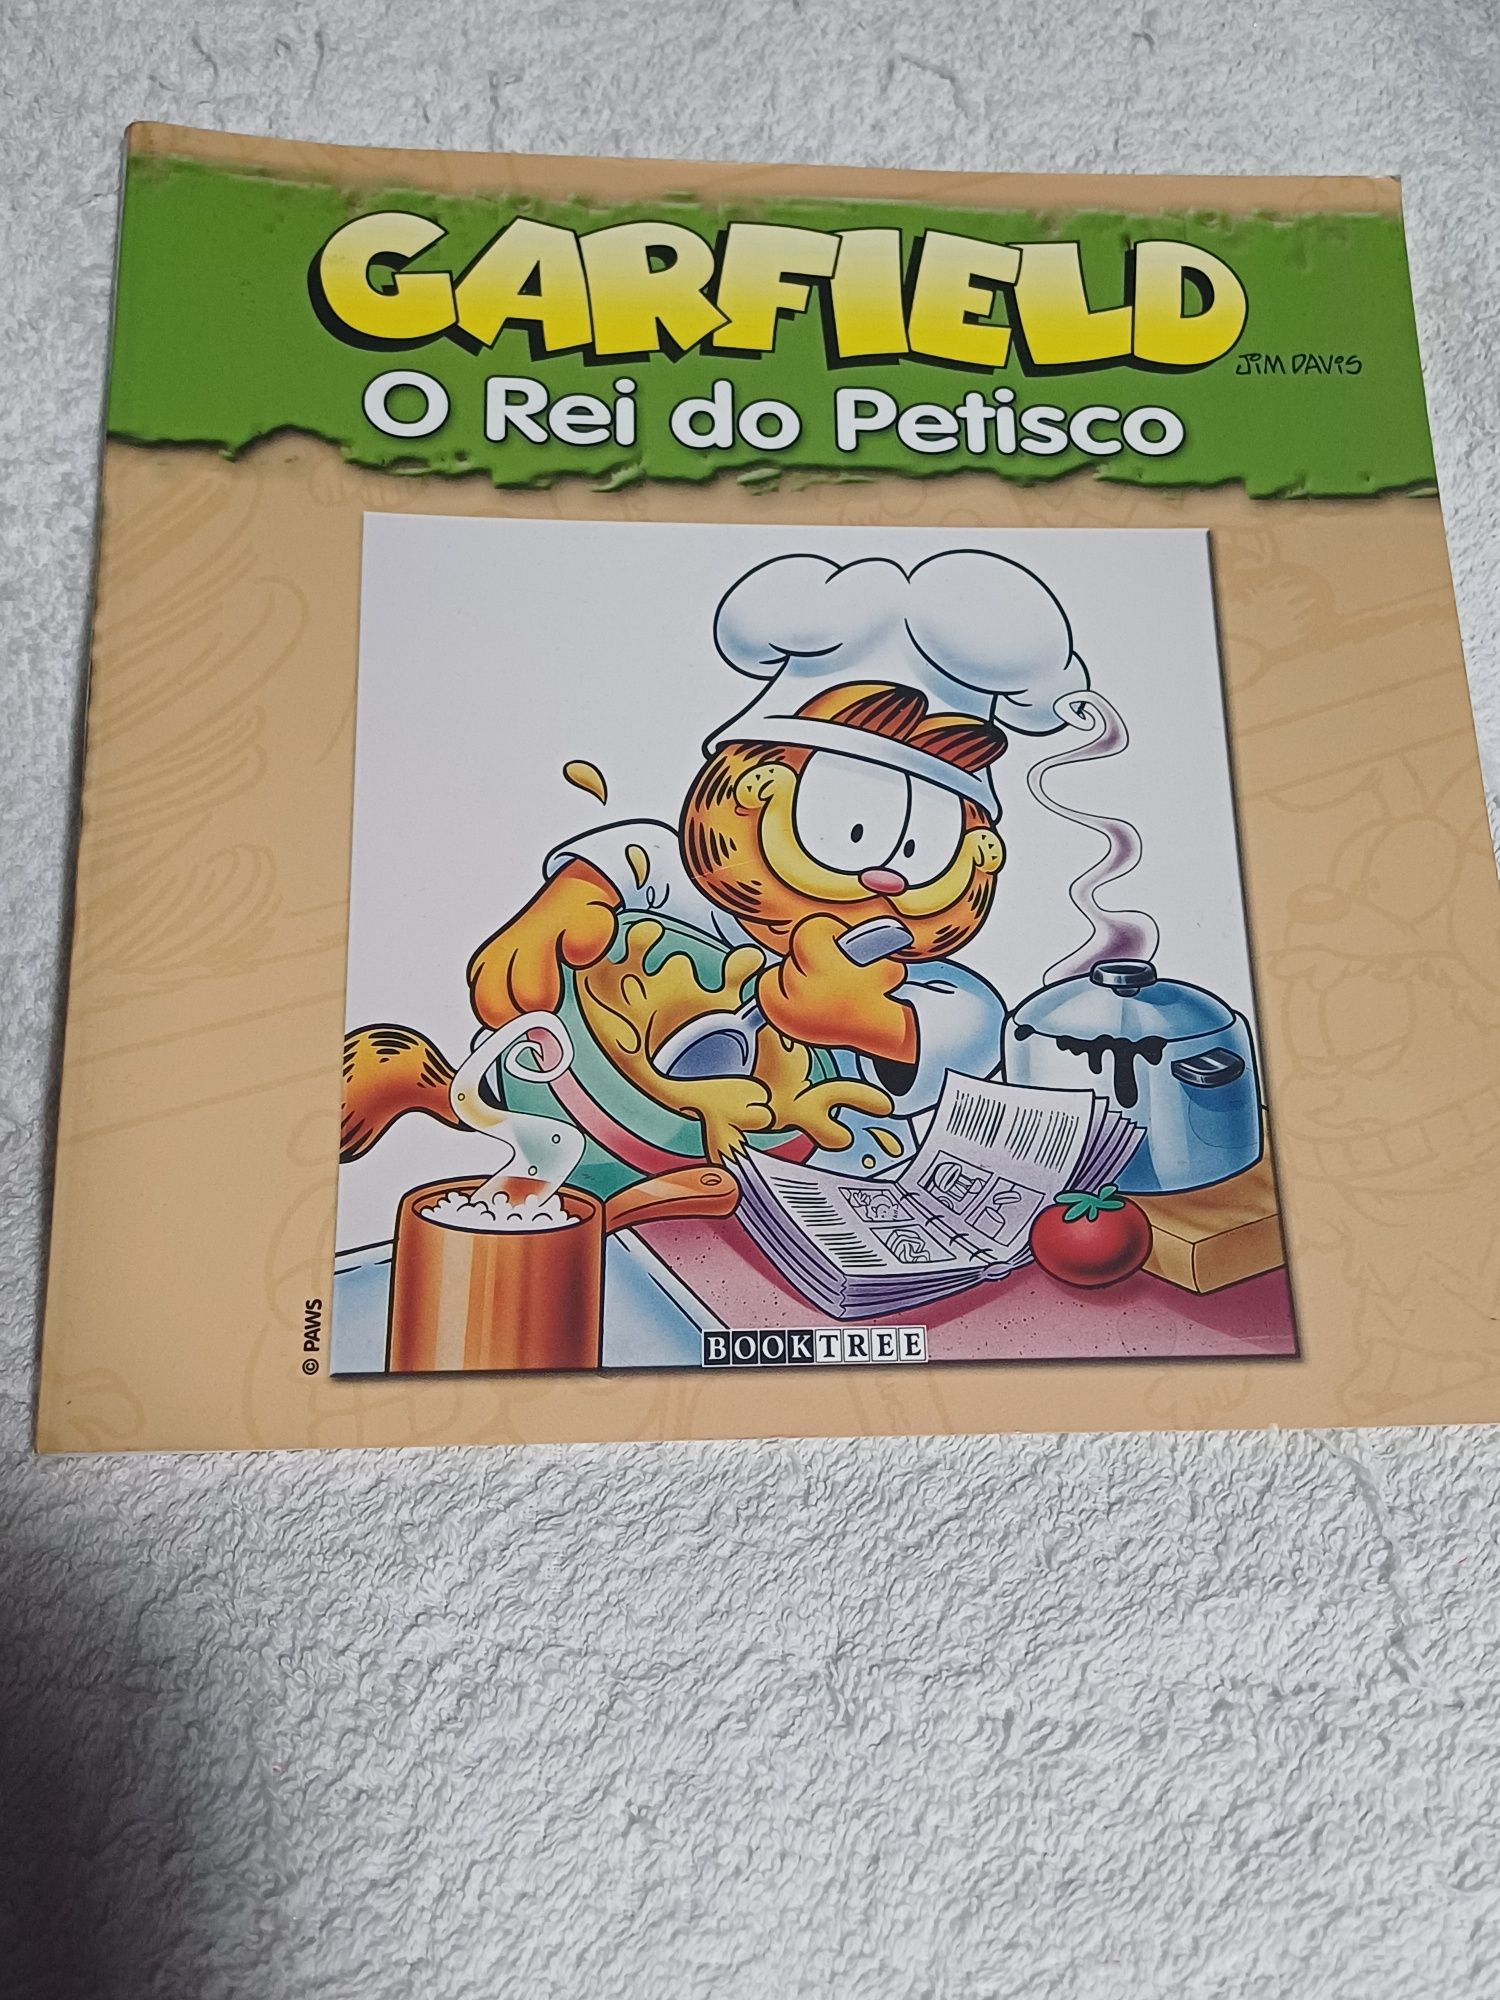 GARFIELD
JIM DAVIS
O Rei do Petisco
© PAWS
BOOKTREE